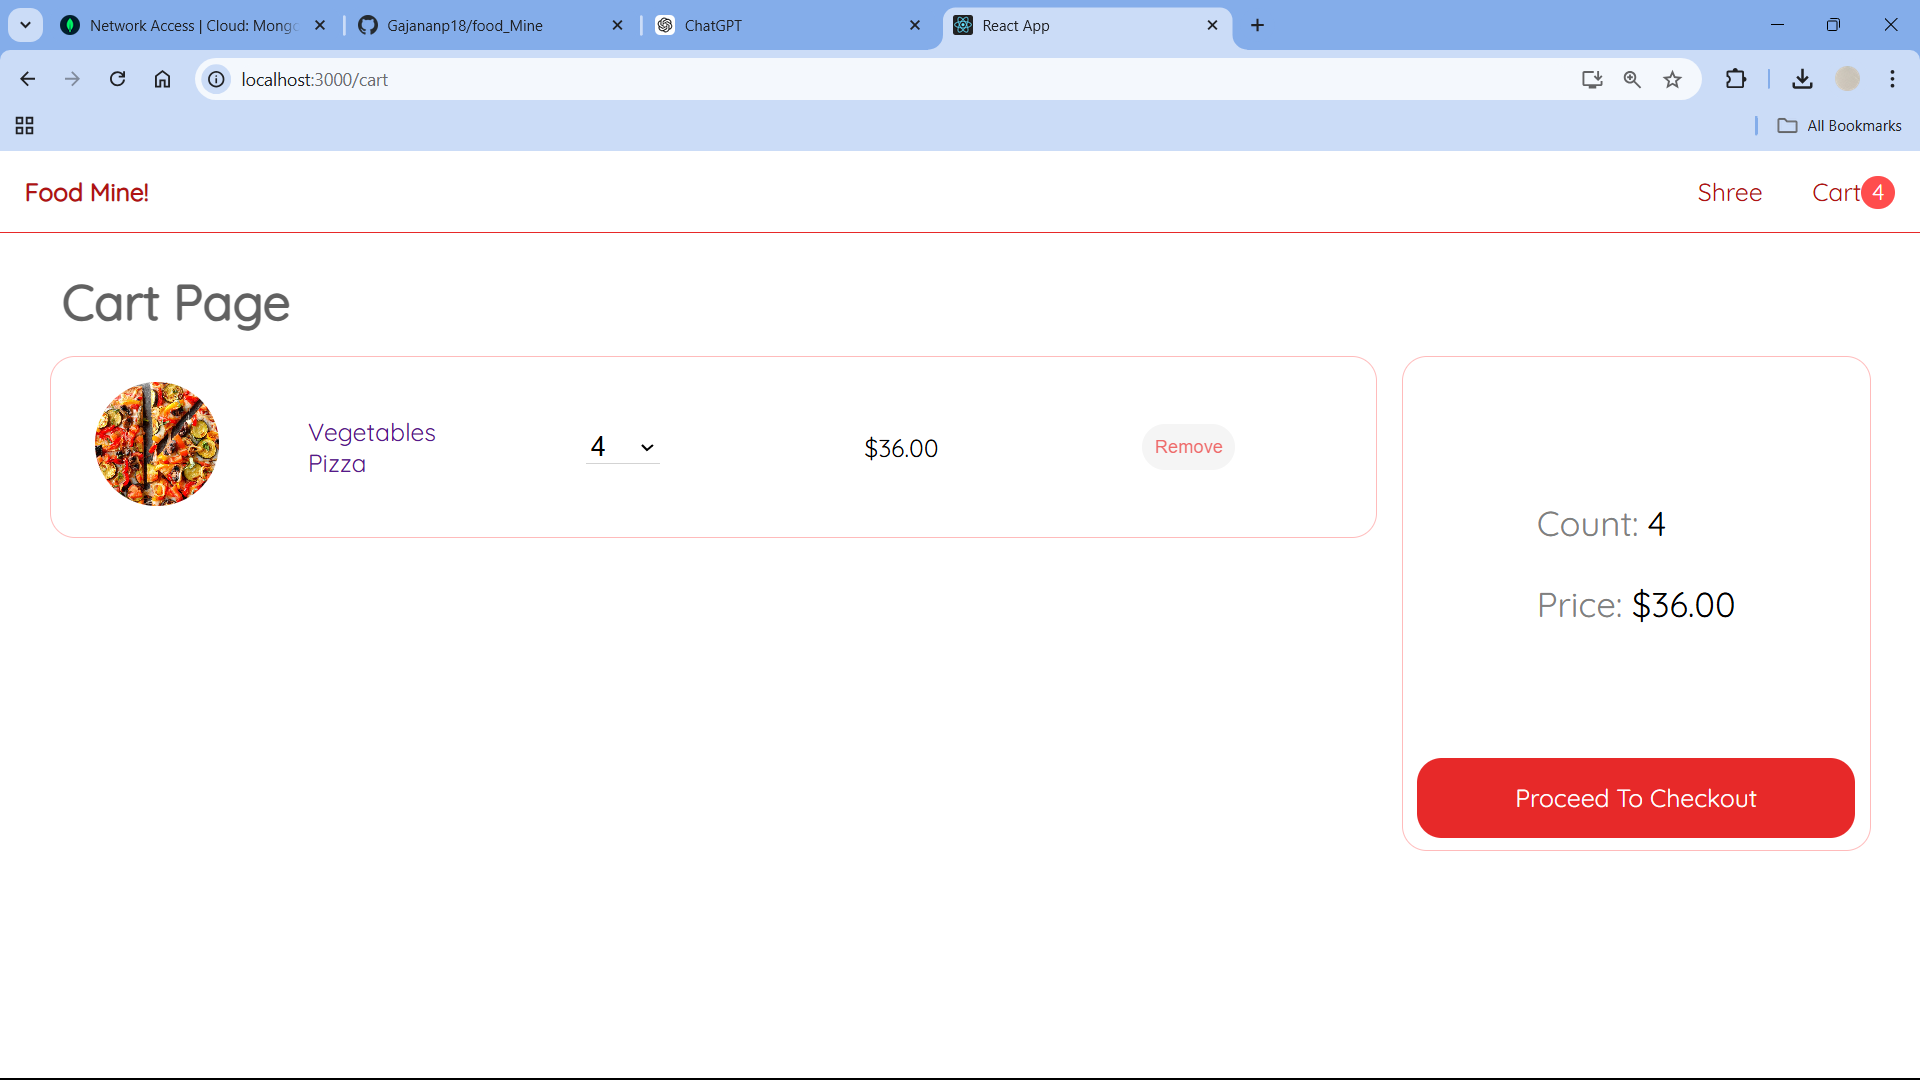 Network Access | Cloud: Mongo
Gajananp18/food_Mine
ChatGPT
React App
localhost:3000/cart
All Bookmarks
Food Mine!
Shree
Cart 4
Cart Page
Vegetables
Pizza
4
$36.00
Remove
Count: 4
Price: $36.00
Proceed To Checkout